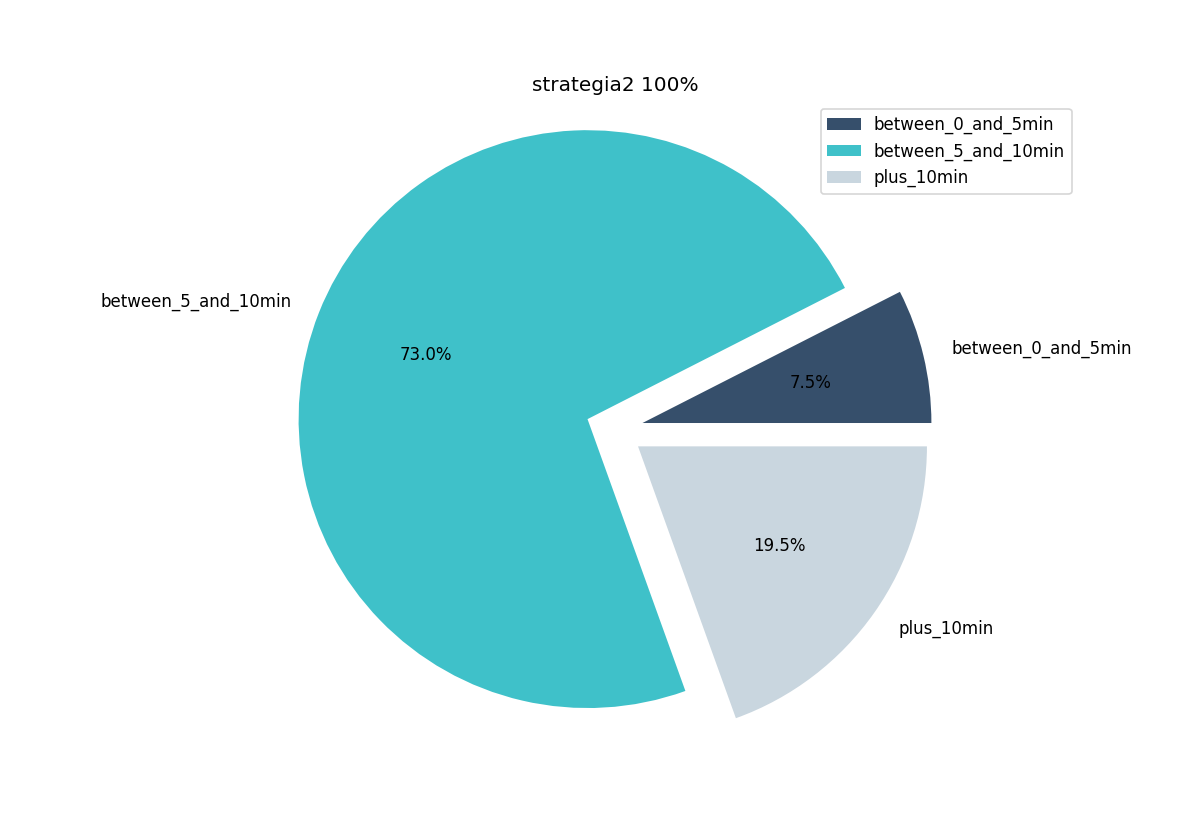 strategia2 100%
between_0_and_5min
between_5_and_10min
plus_10min
between_5_and_10min
between_0_and_5min
73.0%
7.5%
19.5%
plus_10min